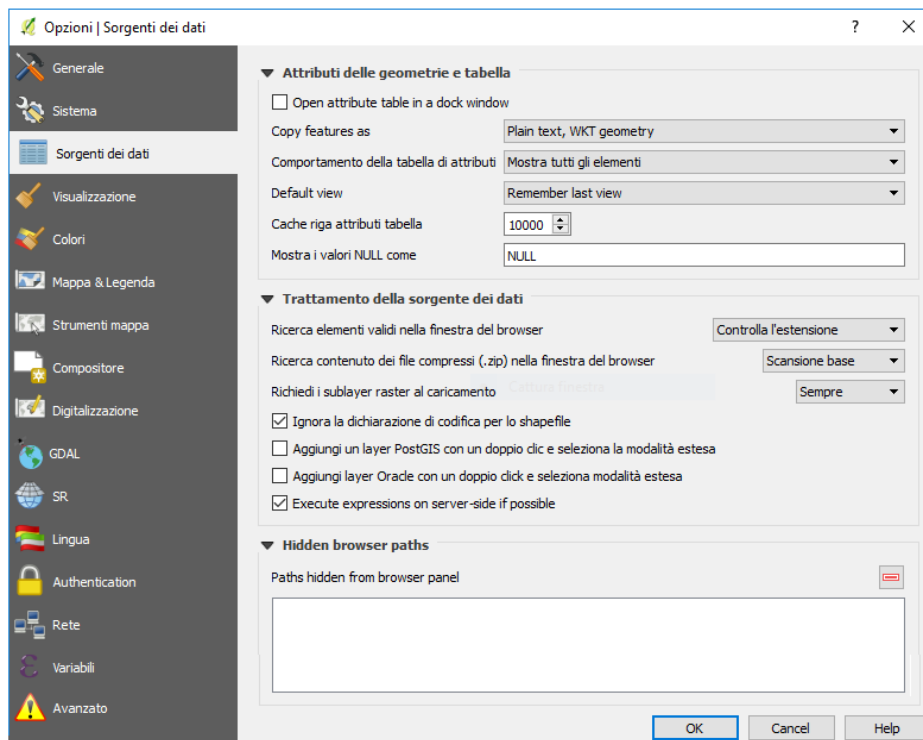 Opzioni | Sorgenti dei dati
?
Generale
Sistema
Sorgenti dei dati
Visualizzazione
Colori
Mappa & Legenda
Strumenti mappa
Compositore
Digitalizzazione
GDAL
SR
Lingua
Authentication
Rete
Variabili
Avanzato
Attributi delle geometrie e tabella
Open attribute table in a dock window
Copy features as Plain text, WKT geometry
Comportamento della tabella di attributi Mostra tutti gli elementi
Default view Remember last view
Cache riga attributi tabella 10000
Mostra i valori NULL come NULL
Trattamento della sorgente dei dati
Ricerca elementi validi nella finestra del browser Controlla l'estensione
Ricerca contenuto dei file compressi (.zip) nella finestra del browser Scansione base
Cattura finestra
Richiedi i sublayer raster al caricamento Sempre
Ignora la dichiarazione di codifica per lo shapefile
Aggiungi un layer PostGIS con un doppio clic e seleziona la modalità estesa
Aggiungi layer Oracle con un doppio click e seleziona modalità estesa
Execute expressions on server-side if possible
Hidden browser paths
Paths hidden from browser panel
OK Cancel Help